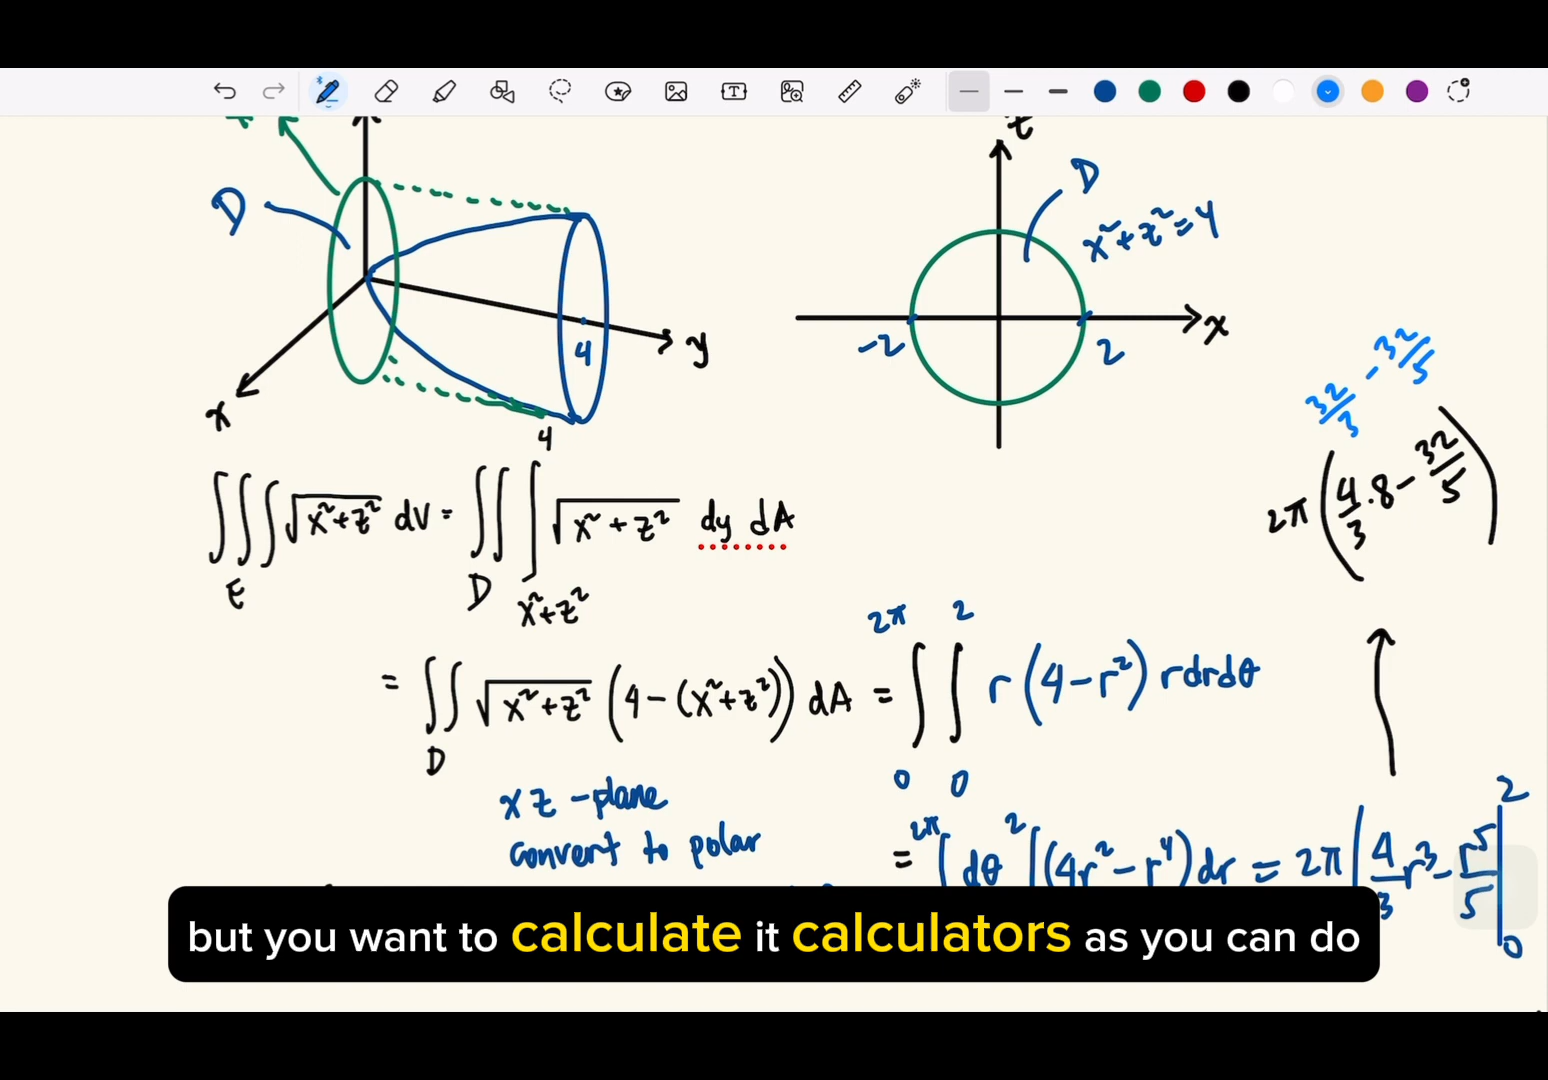 z
D
D
x² + z² = 4
x
-2
2
4
y
x
32/3 - 32/5
2π (4/3 · 8 - 32/5)
∭_E √(x²+z²) dV = ∬_D ∫_{x²+z²}^{4} √(x² + z²) dy dA
= ∬_D √(x²+z²) (4 - (x²+z²)) dA = ∫_0^{2π} ∫_0^2 r (4 - r²) r dr dθ
xz - plane
convert to polar
= ∫^{2π} dθ ∫^2 (4r² - r⁴) dr = 2π (4/3 r³ - r⁵/5 |_0^2
but you want to calculate it calculators as you can do